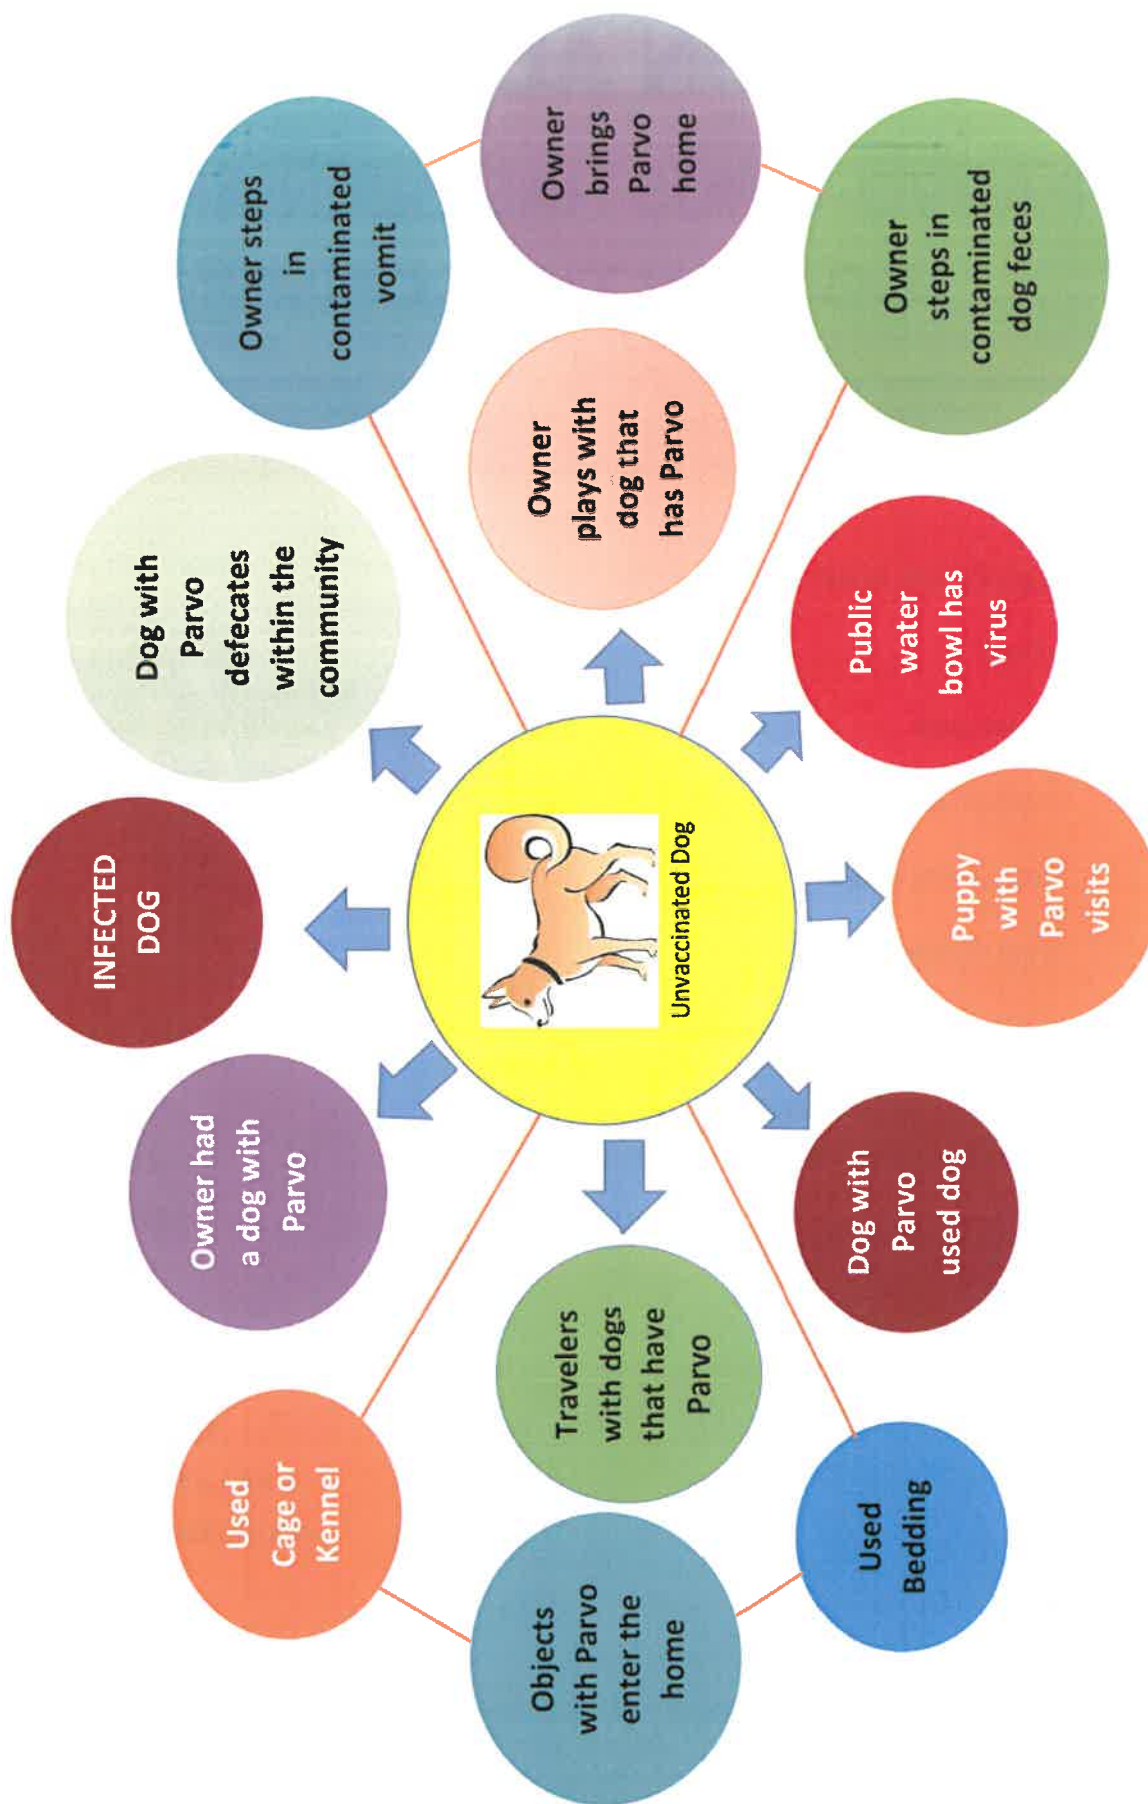 INFECTED
DOG
Used
Cage or
Kennel
Owner had
a dog with
Parvo
Dog with
Parvo
defecates
within the
community
Owner steps
in
contaminated
vomit
Objects
with Parvo
enter the
home
Travelers
with dogs
that have
Parvo
Unvaccinated Dog
Owner
plays with
dog that
has Parvo
Owner
brings
Parvo
home
Used
Bedding
Dog with
Parvo
used dog
Puppy
with
Parvo
visits
Public
water
bowl has
virus
Owner
steps in
contaminated
dog feces